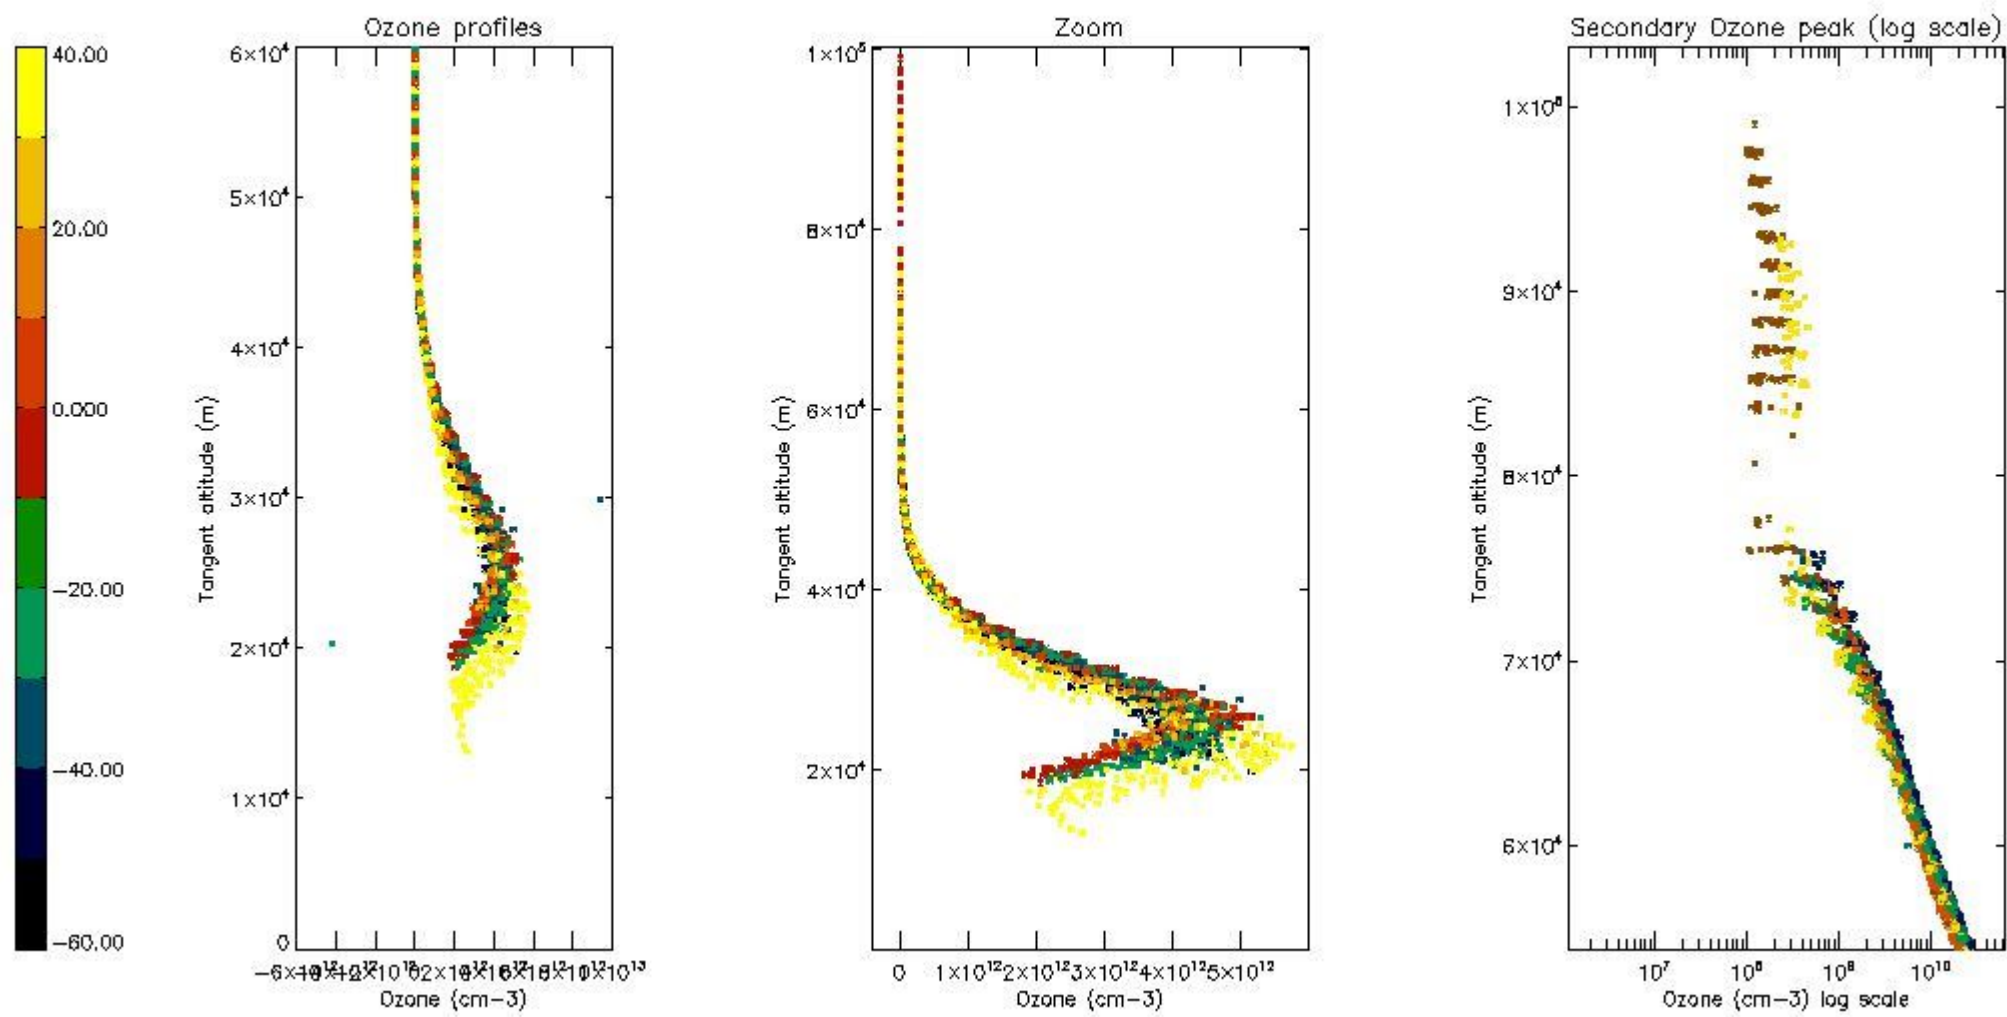 Ozone profiles
Zoom
Secondary Ozone peak (log scale)
40.00
20.00
0.000
−20.00
−40.00
−60.00
6×10⁴
5×10⁴
4×10⁴
3×10⁴
2×10⁴
1×10⁴
0
Tangent altitude (m)
Ozone (cm−3)
1×10⁵
8×10⁴
6×10⁴
4×10⁴
2×10⁴
Tangent altitude (m)
0 1×10¹² 2×10¹² 3×10¹² 4×10¹² 5×10¹²
Ozone (cm−3)
1×10⁵
9×10⁴
8×10⁴
7×10⁴
6×10⁴
Tangent altitude (m)
10⁷ 10⁸ 10⁹ 10¹⁰
Ozone (cm−3) log scale